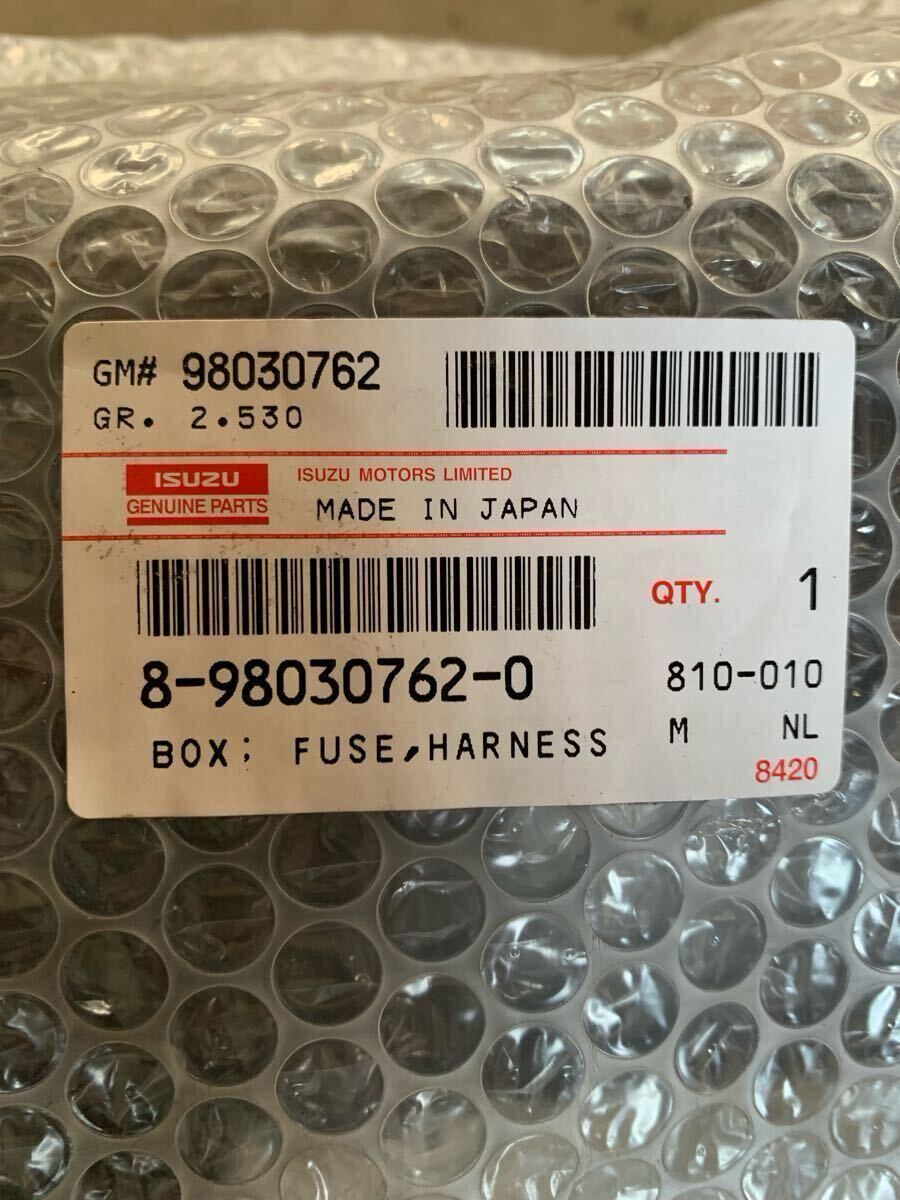 GM# 98030762
GR. 2.530
ISUZU
GENUINE PARTS
ISUZU MOTORS LIMITED
MADE IN JAPAN
QTY. 1
8-98030762-0
810-010
BOX; FUSE,HARNESS
M NL
8420